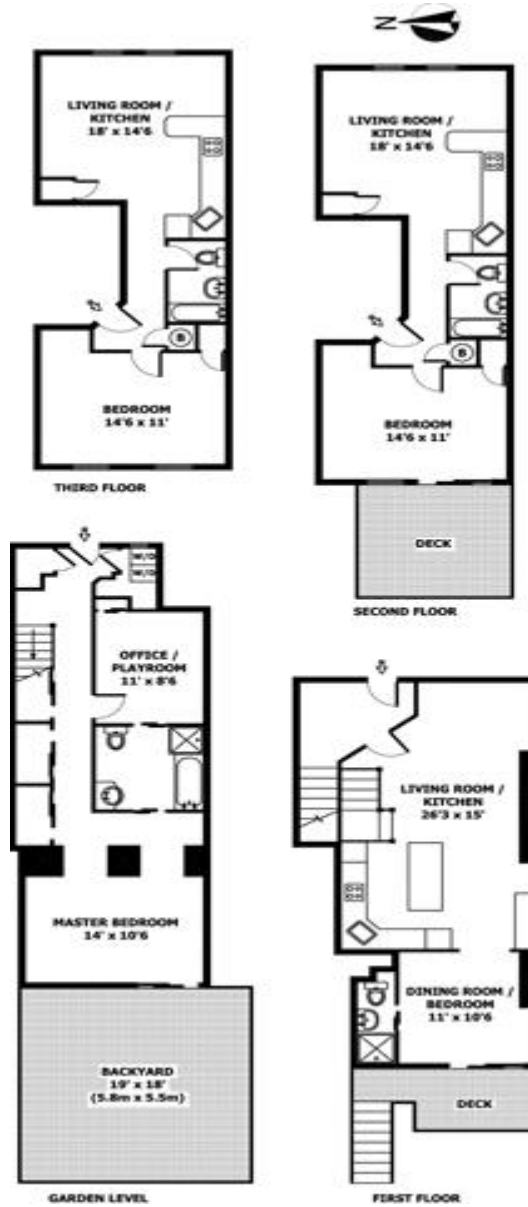 N
LIVING ROOM /
KITCHEN
18' x 14'6
B
BEDROOM
14'6 x 11'
THIRD FLOOR
LIVING ROOM /
KITCHEN
18' x 14'6
B
BEDROOM
14'6 x 11'
DECK
SECOND FLOOR
W/D
W/D
OFFICE /
PLAYROOM
11' x 8'6
MASTER BEDROOM
14' x 10'6
BACKYARD
19' x 18'
(5.8m x 5.5m)
GARDEN LEVEL
LIVING ROOM /
KITCHEN
26'3 x 15'
DINING ROOM /
BEDROOM
11' x 10'6
DECK
FIRST FLOOR